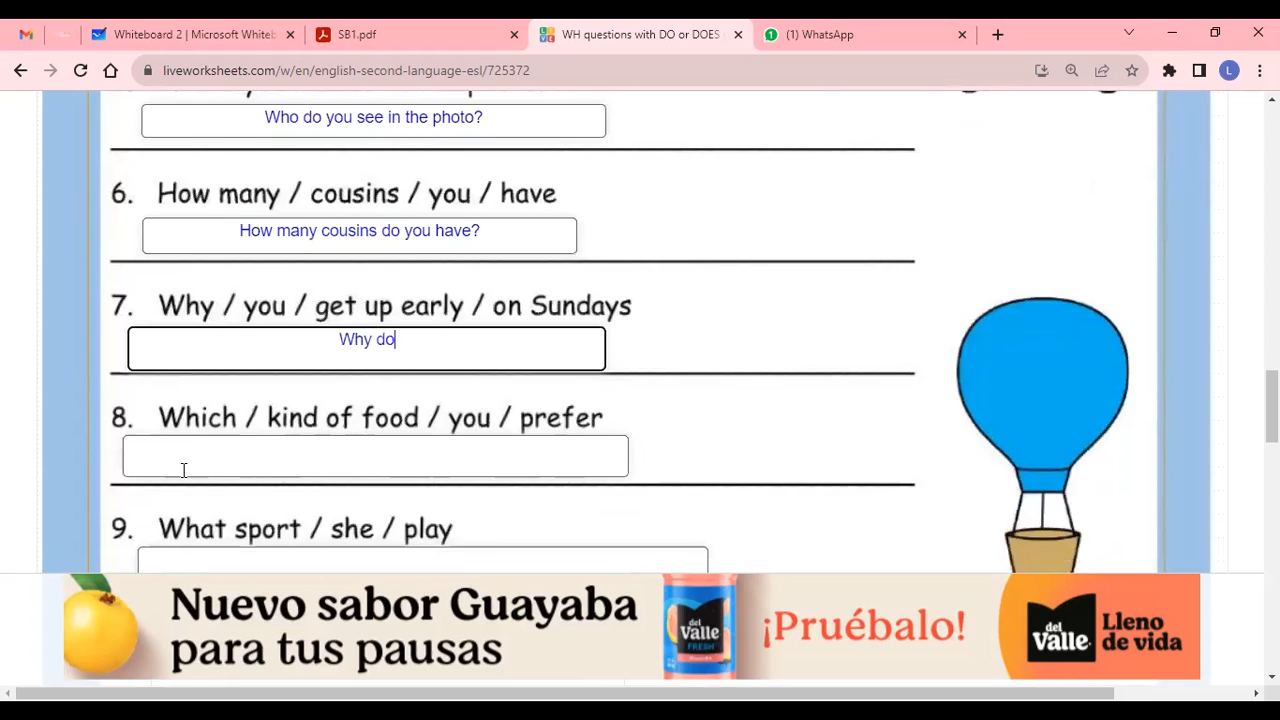 Whiteboard 2 | Microsoft Whiteb
SB1.pdf
WH questions with DO or DOES
(1) WhatsApp
liveworksheets.com/w/en/english-second-language-esl/725372
L
Who do you see in the photo?
6. How many / cousins / you / have
How many cousins do you have?
7. Why / you / get up early / on Sundays
Why do
8. Which / kind of food / you / prefer
9. What sport / she / play
Nuevo sabor Guayaba
para tus pausas
del
Valle
FRESH
¡Pruébalo!
del
Valle
Lleno
de vida